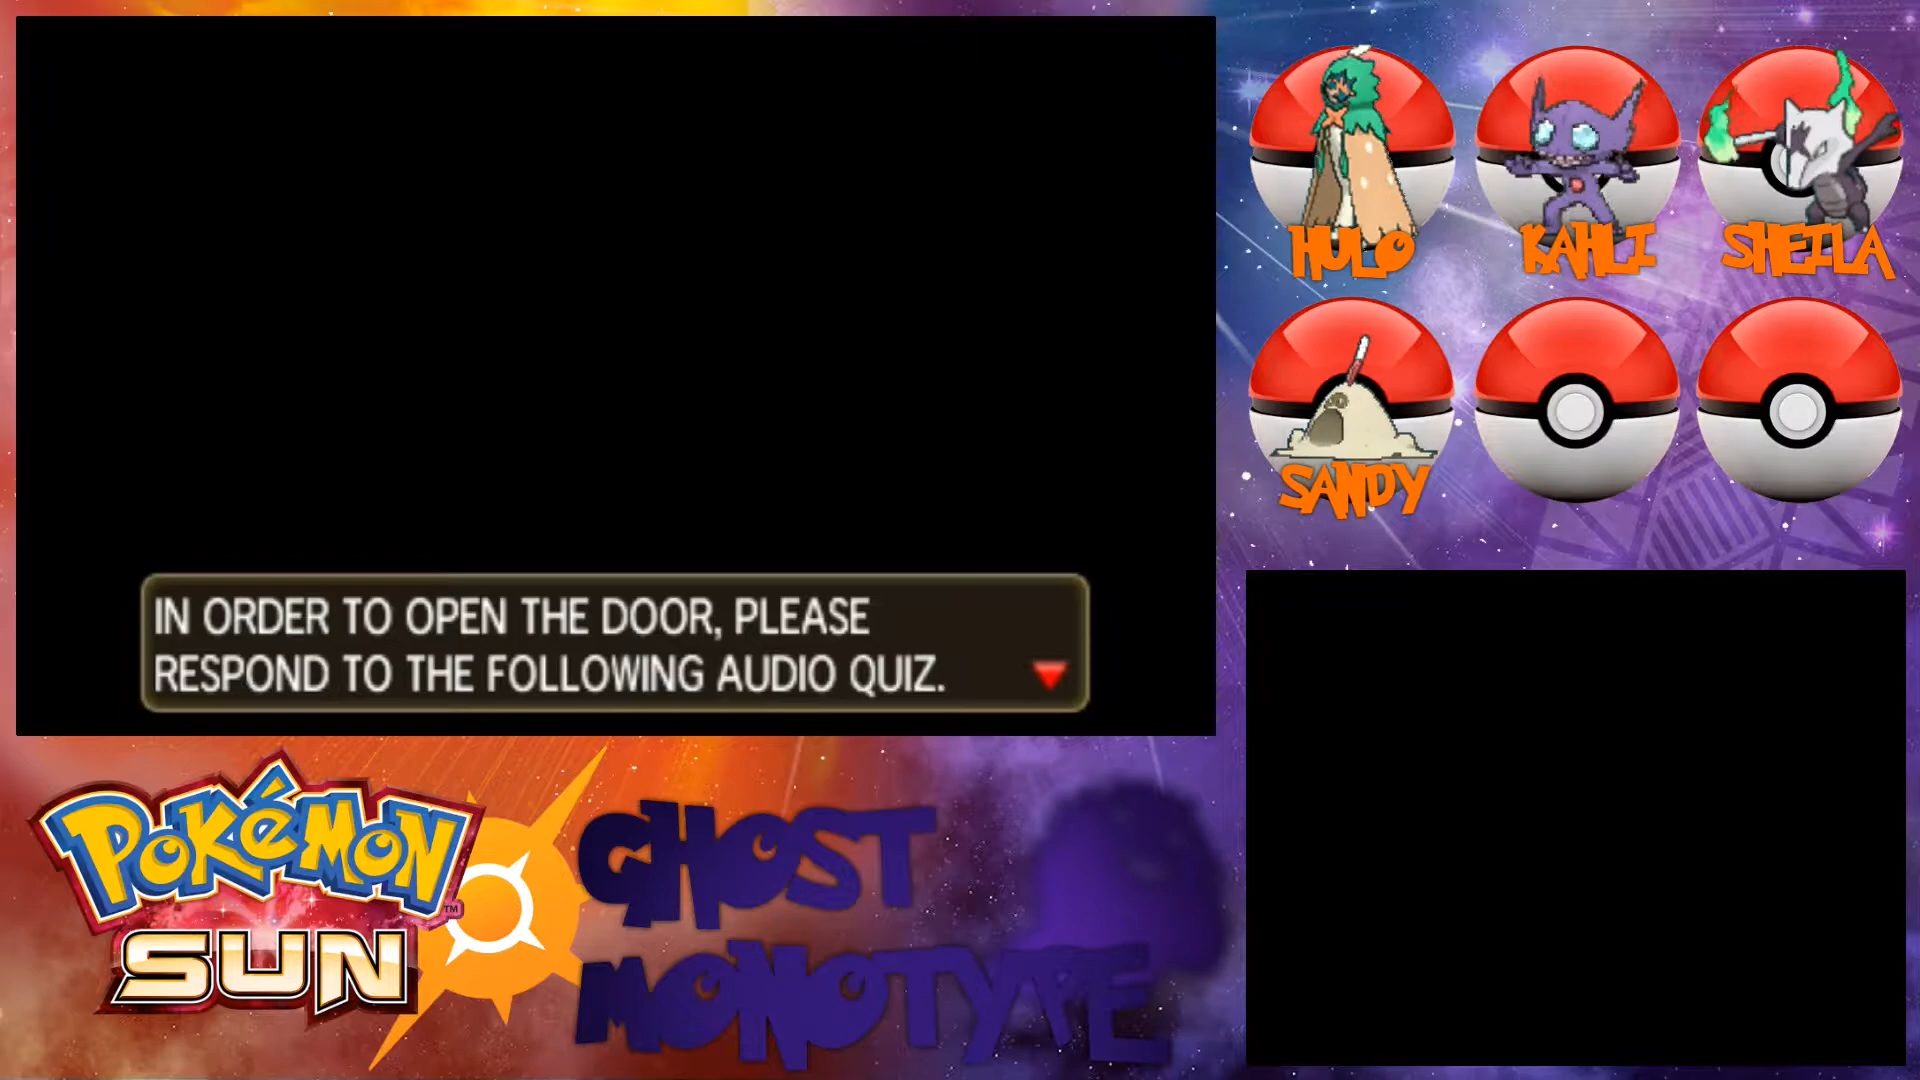 HULO
KAHLI
SHEILA
SANDY
IN ORDER TO OPEN THE DOOR, PLEASE
RESPOND TO THE FOLLOWING AUDIO QUIZ.
POKéMON
TM
SUN
GHOST
MONOTYPE